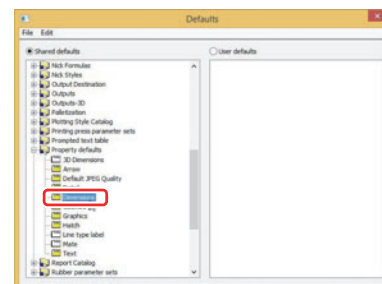 Defaults
File Edit
Shared defaults
User defaults
Nick Formulas
Nick Styles
Output Destination
Outputs
Outputs-3D
Palletization
Plotting Style Catalog
Printing press parameter sets
Prompted text table
Property defaults
3D Dimensions
Arrow
Default JPEG Quality
Dimensions
Graphics
Hatch
Line type label
Mate
Text
Report Catalog
Rubber parameter sets